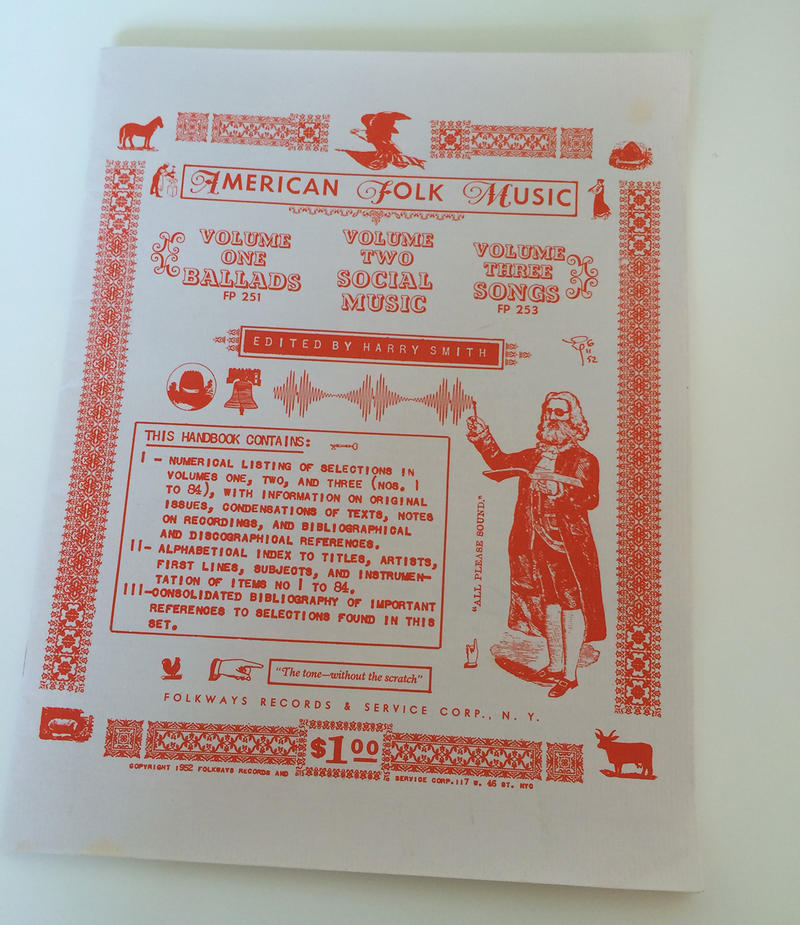 AMERICAN FOLK MUSIC
VOLUME
ONE
BALLADS
FP 251
VOLUME
TWO
SOCIAL
MUSIC
VOLUME
THREE
SONGS
FP 253
EDITED BY HARRY SMITH
THIS HANDBOOK CONTAINS:
I - NUMERICAL LISTING OF SELECTIONS IN
VOLUMES ONE, TWO, AND THREE (NOS. 1
TO 84), WITH INFORMATION ON ORIGINAL
ISSUES, CONDENSATIONS OF TEXTS, NOTES
ON RECORDINGS, AND BIBLIOGRAPHICAL
AND DISCOGRAPHICAL REFERENCES.
II- ALPHABETICAL INDEX TO TITLES, ARTISTS,
FIRST LINES, SUBJECTS, AND INSTRUMEN-
TATION OF ITEMS NO 1 TO 84.
III-CONSOLIDATED BIBLIOGRAPHY OF IMPORTANT
REFERENCES TO SELECTIONS FOUND IN THIS
SET.
"ALL PLEASE SOUND."
"The tone—without the scratch"
FOLKWAYS RECORDS & SERVICE CORP., N. Y.
$1.00
COPYRIGHT 1952 FOLKWAYS RECORDS AND SERVICE CORP. 117 W. 46 ST. NYC